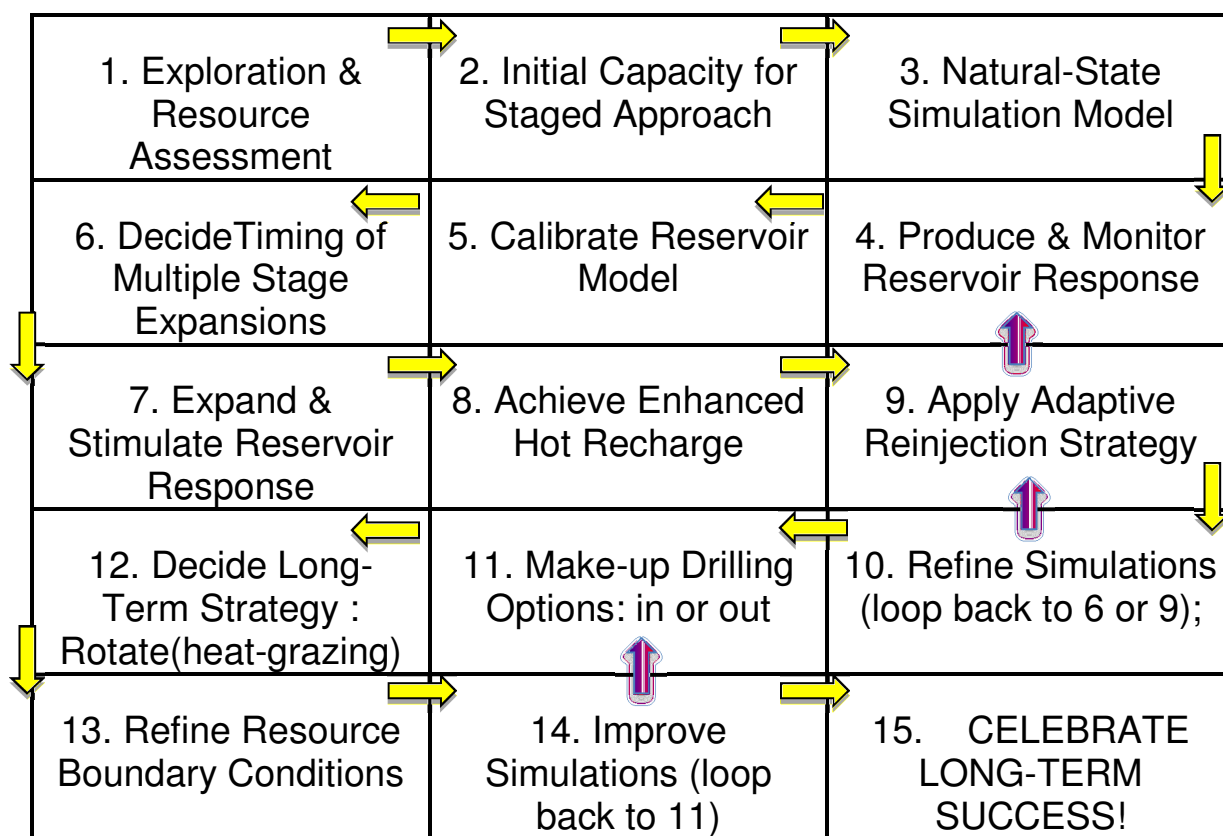 1. Exploration &
Resource
Assessment
2. Initial Capacity for
Staged Approach
3. Natural-State
Simulation Model
6. DecideTiming of
Multiple Stage
Expansions
5. Calibrate Reservoir
Model
4. Produce & Monitor
Reservoir Response
7. Expand &
Stimulate Reservoir
Response
8. Achieve Enhanced
Hot Recharge
9. Apply Adaptive
Reinjection Strategy
12. Decide Long-
Term Strategy :
Rotate(heat-grazing)
11. Make-up Drilling
Options: in or out
10. Refine Simulations
(loop back to 6 or 9);
13. Refine Resource
Boundary Conditions
14. Improve
Simulations (loop
back to 11)
15. CELEBRATE
LONG-TERM
SUCCESS!